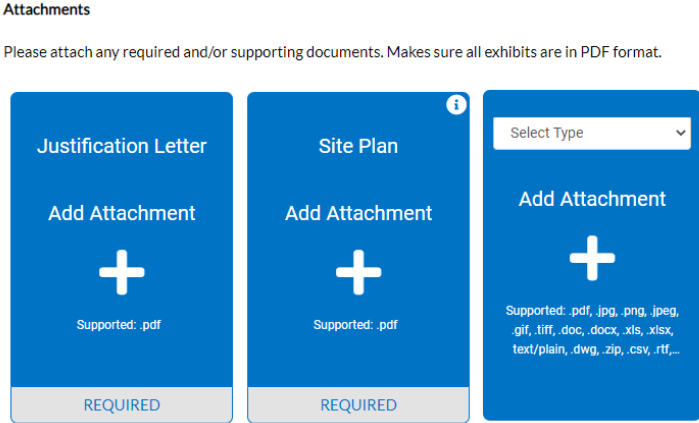 Attachments
Please attach any required and/or supporting documents. Makes sure all exhibits are in PDF format.
Justification Letter
Add Attachment
Supported: .pdf
REQUIRED
i
Site Plan
Add Attachment
Supported: .pdf
REQUIRED
Select Type
Add Attachment
Supported: .pdf, .jpg, .png, .jpeg,
.gif, .tiff, .doc, .docx, .xls, .xlsx,
text/plain, .dwg, .zip, .csv, .rtf,...